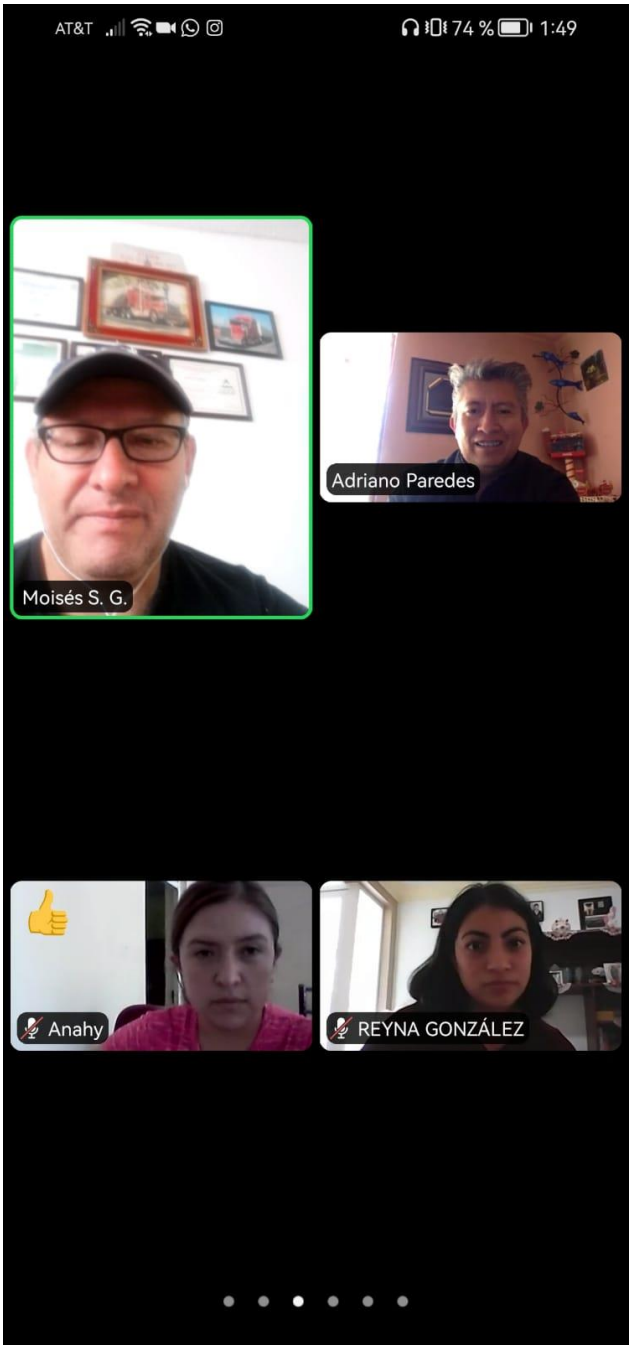 AT&T 74 % 1:49
Moisés S. G.
Adriano Paredes
Anahy
REYNA GONZÁLEZ